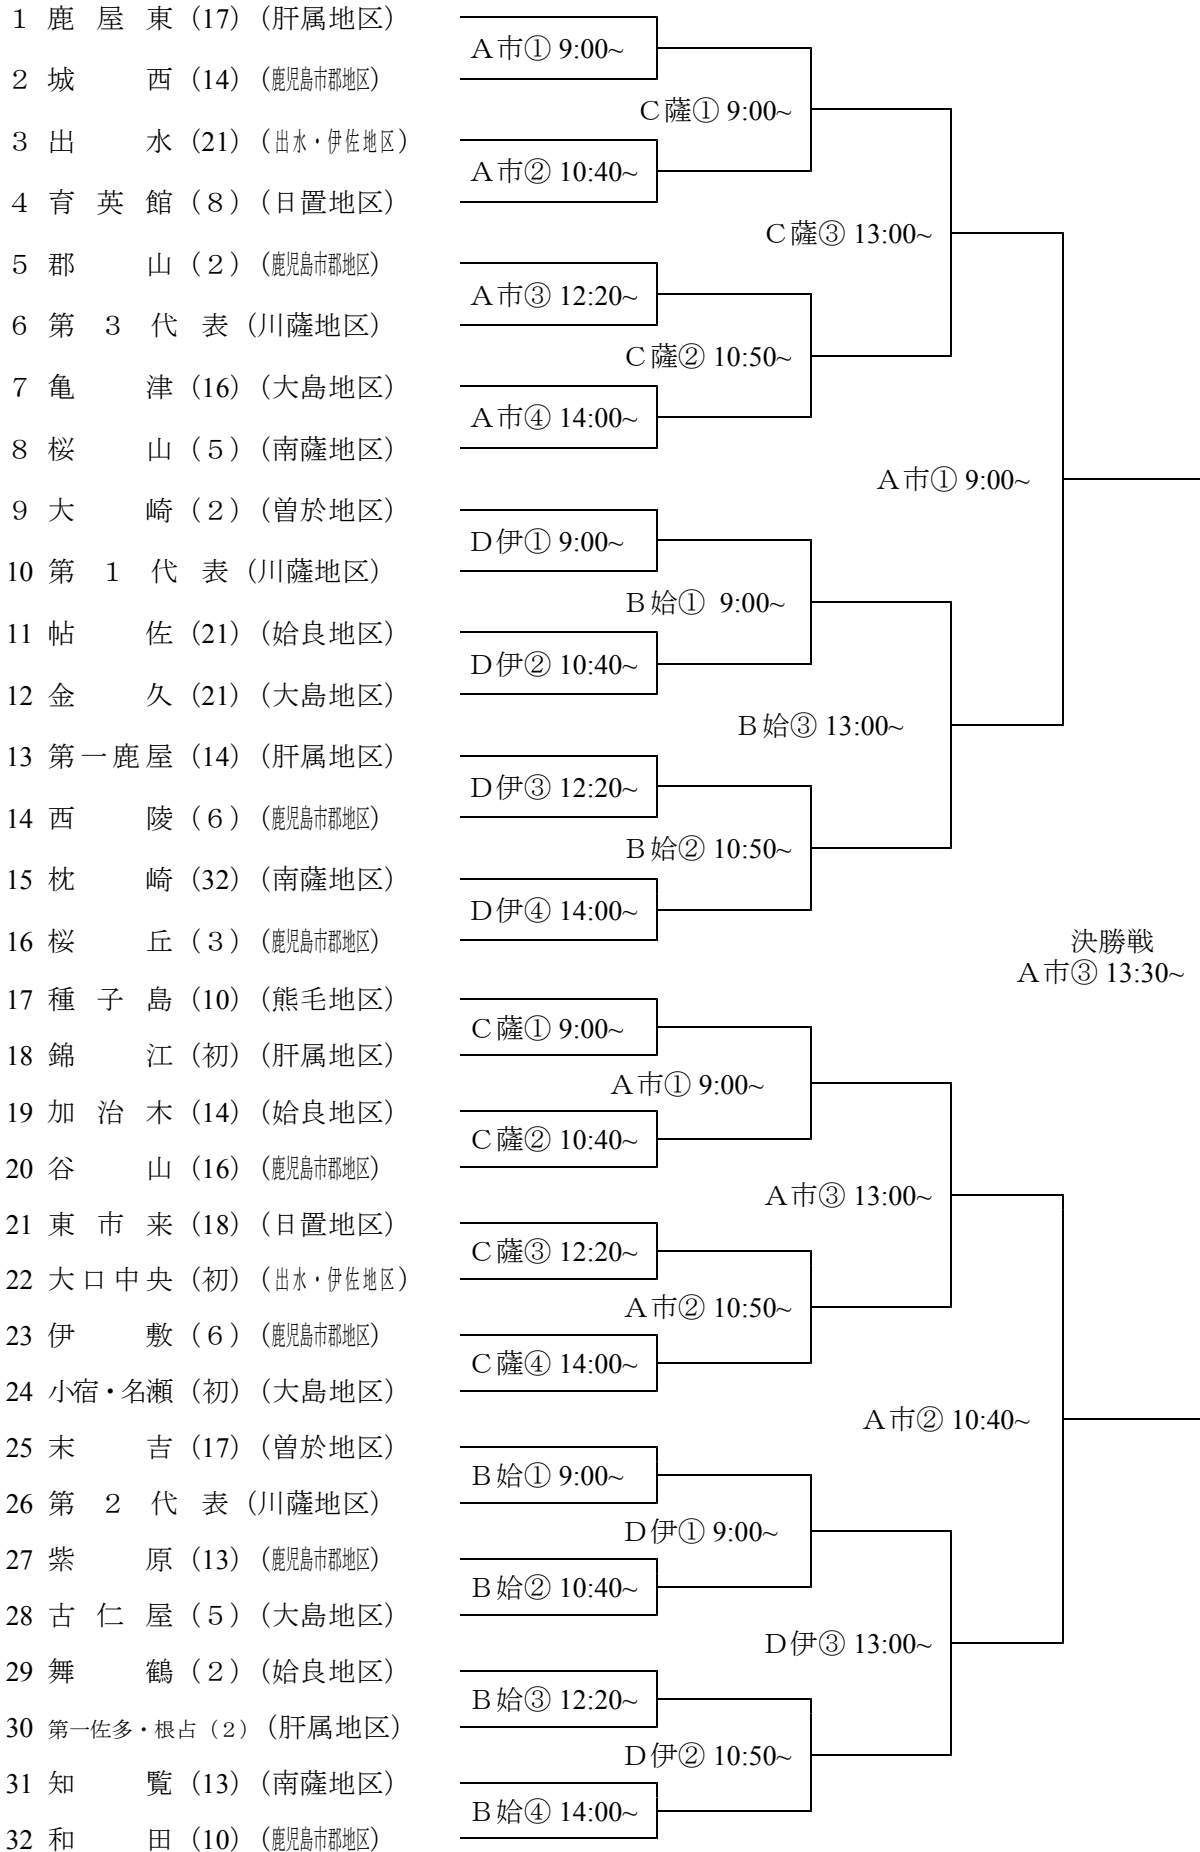 1 鹿屋東 (17) (肝属地区)
A市① 9:00~
2 城西 (14) (鹿児島市郡地区)
C薩① 9:00~
3 出水 (21) (出水・伊佐地区)
A市② 10:40~
4 育英館 (8) (日置地区)
C薩③ 13:00~
5 郡山 (2) (鹿児島市郡地区)
A市③ 12:20~
6 第3代表 (川薩地区)
C薩② 10:50~
7 亀津 (16) (大島地区)
A市④ 14:00~
8 桜山 (5) (南薩地区)
A市① 9:00~
9 大崎 (2) (曽於地区)
D伊① 9:00~
10 第1代表 (川薩地区)
B姶① 9:00~
11 帖佐 (21) (姶良地区)
D伊② 10:40~
12 金久 (21) (大島地区)
B姶③ 13:00~
13 第一鹿屋 (14) (肝属地区)
D伊③ 12:20~
14 西陵 (6) (鹿児島市郡地区)
B姶② 10:50~
15 枕崎 (32) (南薩地区)
D伊④ 14:00~
16 桜丘 (3) (鹿児島市郡地区)
決勝戦
A市③ 13:30~
17 種子島 (10) (熊毛地区)
C薩① 9:00~
18 錦江 (初) (肝属地区)
A市① 9:00~
19 加治木 (14) (姶良地区)
C薩② 10:40~
20 谷山 (16) (鹿児島市郡地区)
A市③ 13:00~
21 東市来 (18) (日置地区)
C薩③ 12:20~
22 大口中央 (初) (出水・伊佐地区)
A市② 10:50~
23 伊敷 (6) (鹿児島市郡地区)
C薩④ 14:00~
24 小宿・名瀬 (初) (大島地区)
A市② 10:40~
25 末吉 (17) (曽於地区)
B姶① 9:00~
26 第2代表 (川薩地区)
D伊① 9:00~
27 紫原 (13) (鹿児島市郡地区)
B姶② 10:40~
28 古仁屋 (5) (大島地区)
D伊③ 13:00~
29 舞鶴 (2) (姶良地区)
B姶③ 12:20~
30 第一佐多・根占 (2) (肝属地区)
D伊② 10:50~
31 知覧 (13) (南薩地区)
B姶④ 14:00~
32 和田 (10) (鹿児島市郡地区)